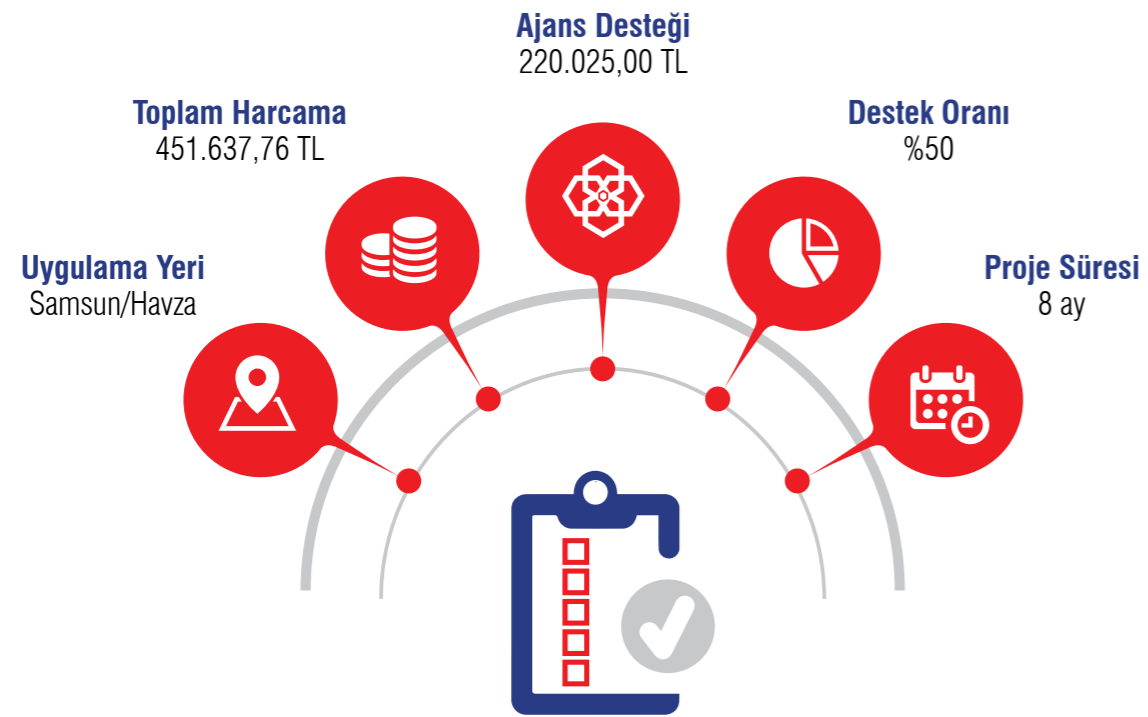 Uygulama Yeri
Samsun/Havza
Toplam Harcama
451.637,76 TL
Ajans Desteği
220.025,00 TL
Destek Oranı
%50
Proje Süresi
8 ay